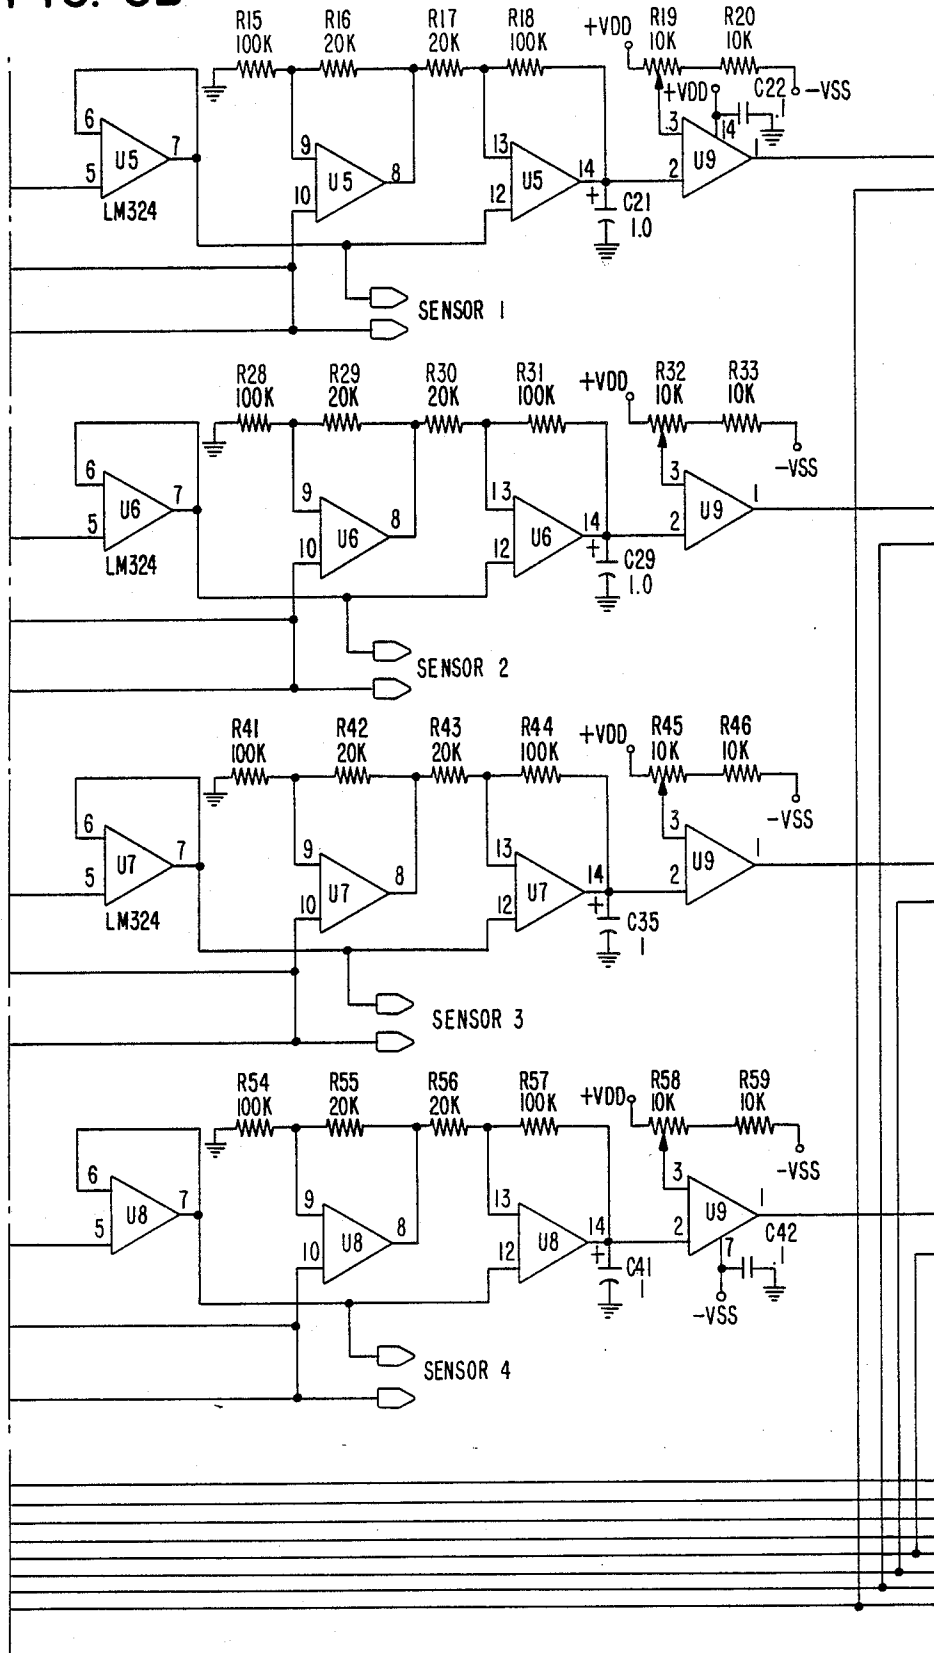 R15 R16 R17 R18 +VDD R19 R20
100K 20K 20K 100K 10K 10K
+VDD C22 -VSS
.1
6 7 9 8 13 14 3 14 1
U5 U5 U5 U9
5 10 12 + 2
LM324 C21
1.0
SENSOR 1
R28 R29 R30 R31 +VDD R32 R33
100K 20K 20K 100K 10K 10K
-VSS
6 7 9 8 13 14 3 1
U6 U6 U6 U9
5 10 12 + 2
LM324 C29
1.0
SENSOR 2
R41 R42 R43 R44 +VDD R45 R46
100K 20K 20K 100K 10K 10K
-VSS
6 7 9 8 13 14 3 1
U7 U7 U7 U9
5 10 12 + 2
LM324 C35
1
SENSOR 3
R54 R55 R56 R57 +VDD R58 R59
100K 20K 20K 100K 10K 10K
-VSS
6 7 9 8 13 14 3 1
U8 U8 U8 U9
5 10 12 + 2 7 C42
C41 .1
1 -VSS
SENSOR 4